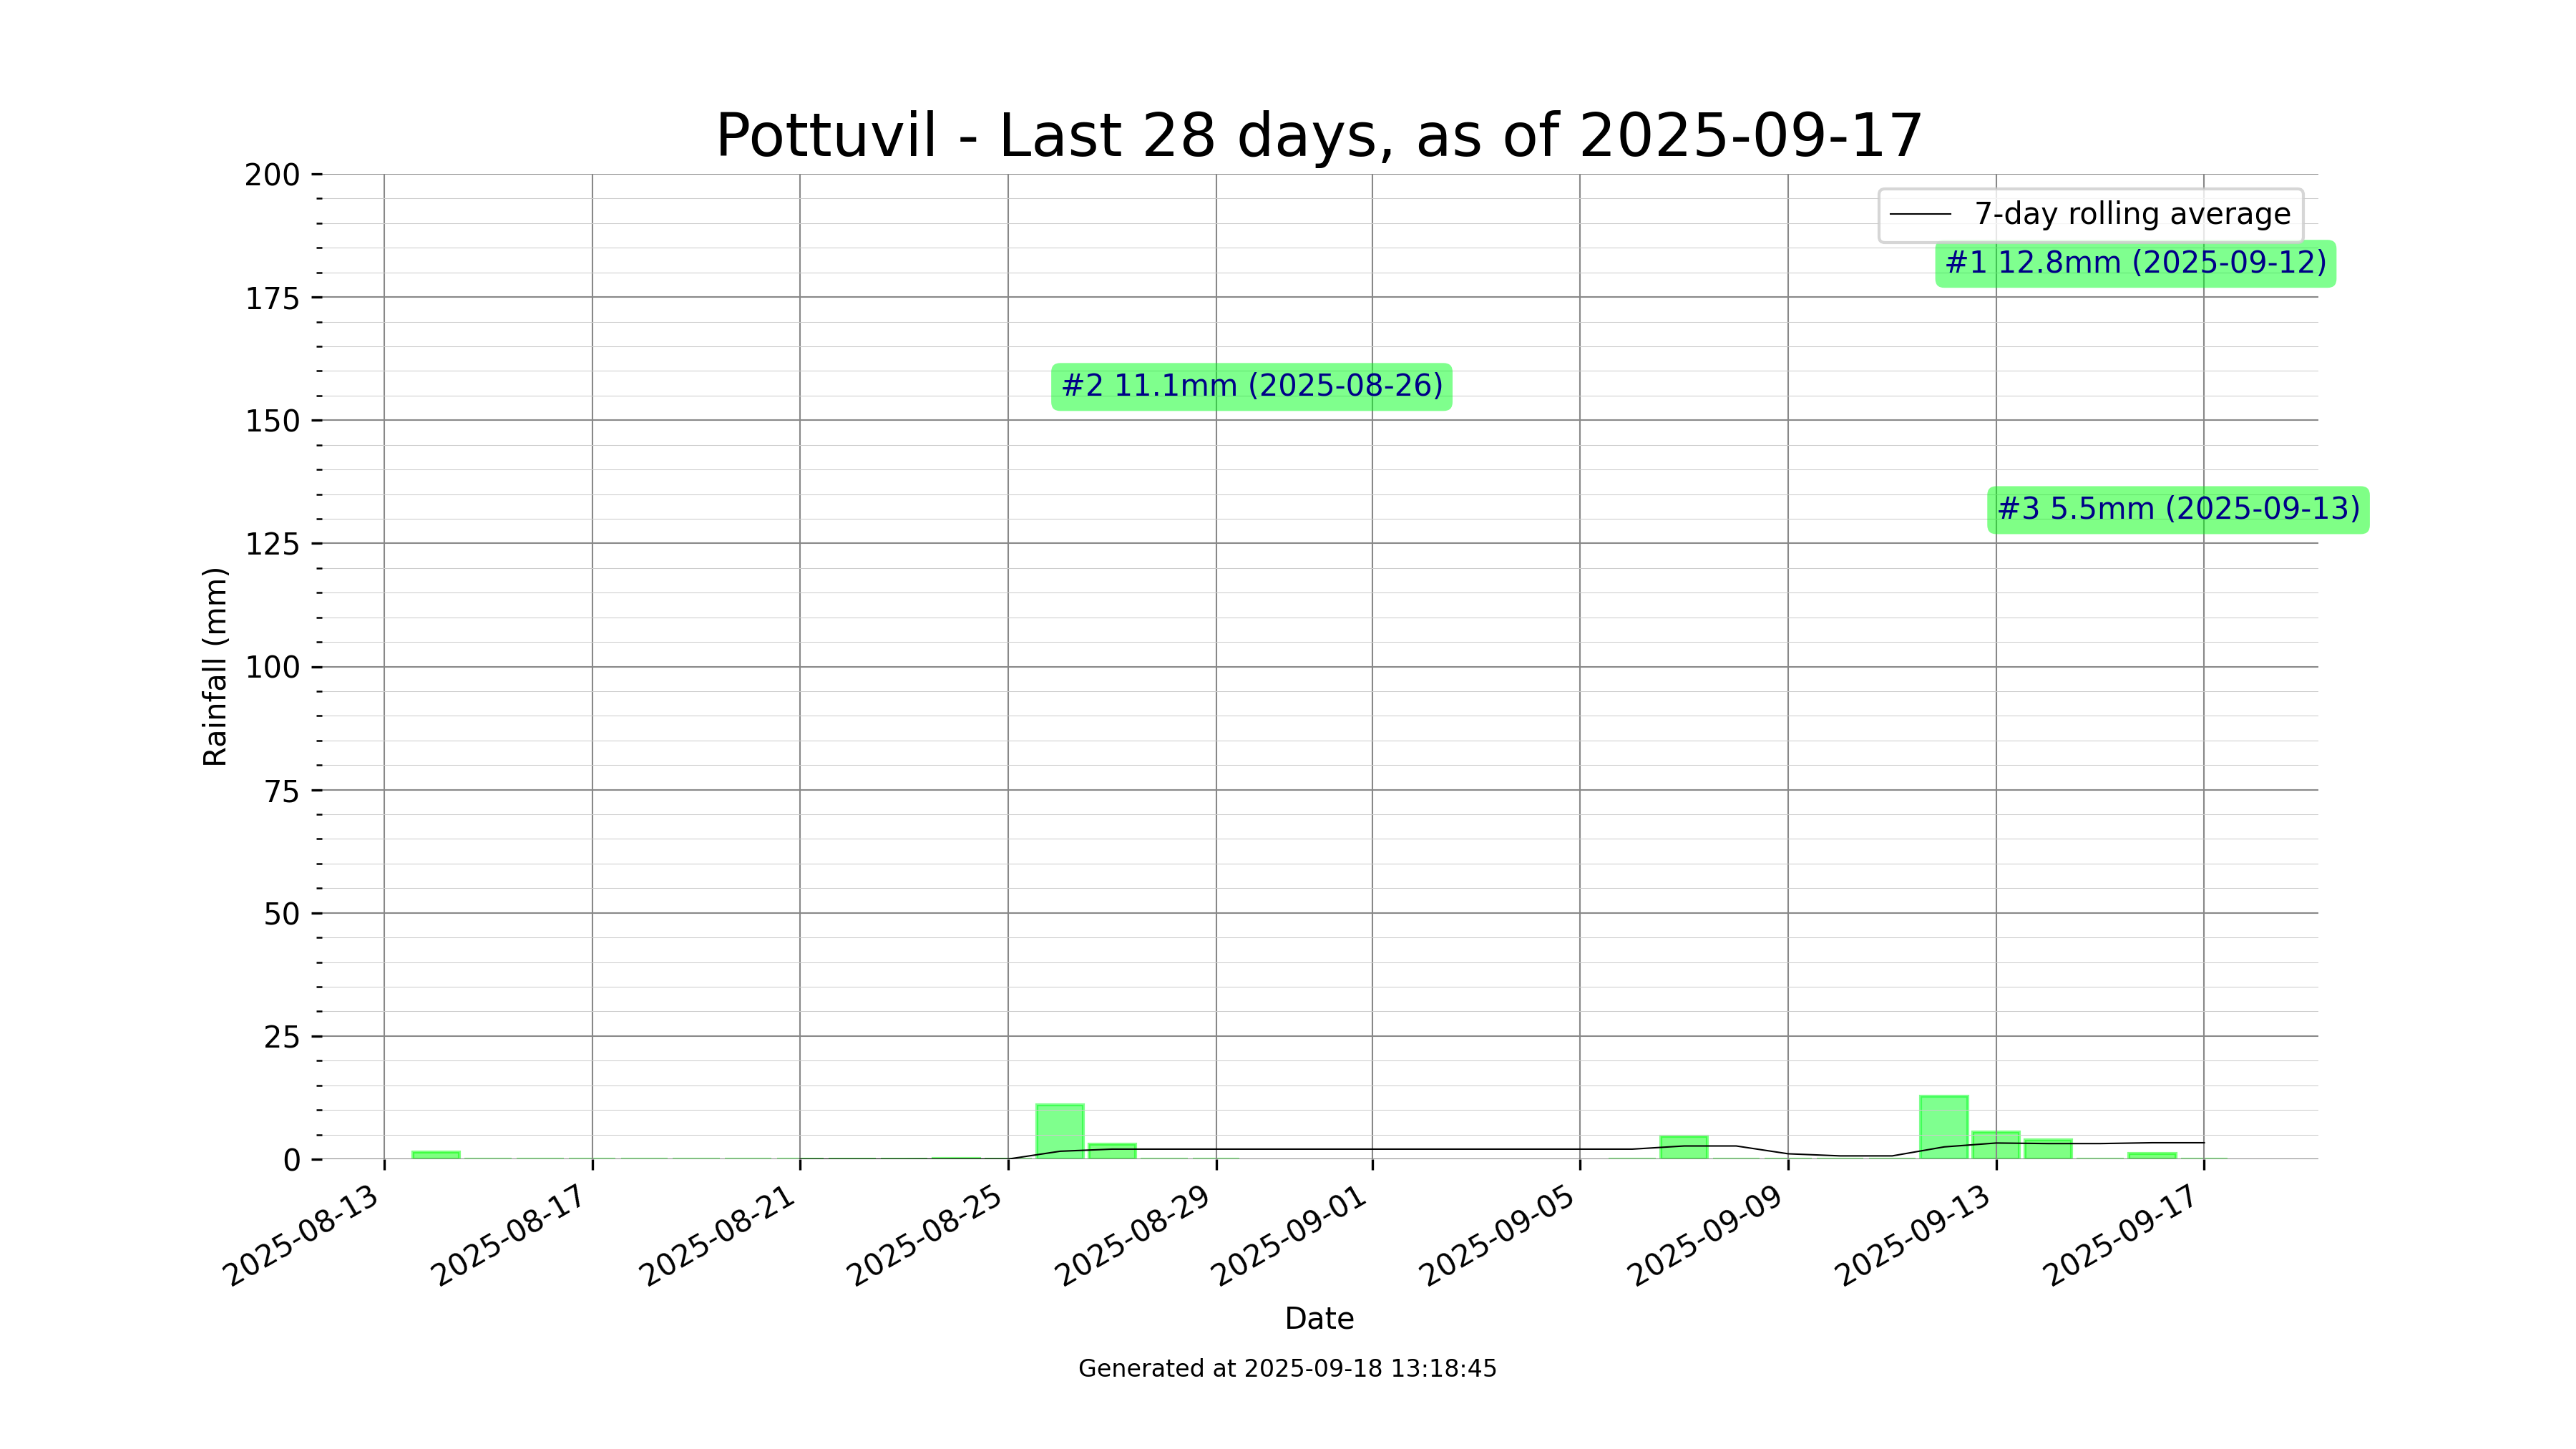 Pottuvil - Last 28 days, as of 2025-09-17
7-day rolling average
#1 12.8mm (2025-09-12)
#2 11.1mm (2025-08-26)
#3 5.5mm (2025-09-13)
Rainfall (mm)
200
175
150
125
100
75
50
25
0
2025-08-13
2025-08-17
2025-08-21
2025-08-25
2025-08-29
2025-09-01
2025-09-05
2025-09-09
2025-09-13
2025-09-17
Date
Generated at 2025-09-18 13:18:45